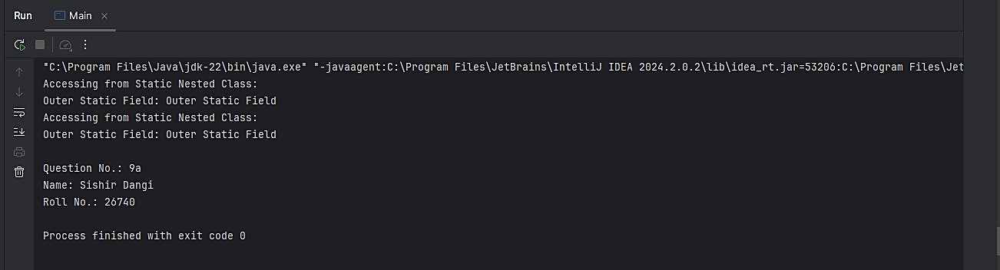 Run Main
"C:\Program Files\Java\jdk-22\bin\java.exe" "-javaagent:C:\Program Files\JetBrains\IntelliJ IDEA 2024.2.0.2\lib\idea_rt.jar=53206:C:\Program Files\Jet
Accessing from Static Nested Class:
Outer Static Field: Outer Static Field
Accessing from Static Nested Class:
Outer Static Field: Outer Static Field
Question No.: 9a
Name: Sishir Dangi
Roll No.: 26740
Process finished with exit code 0